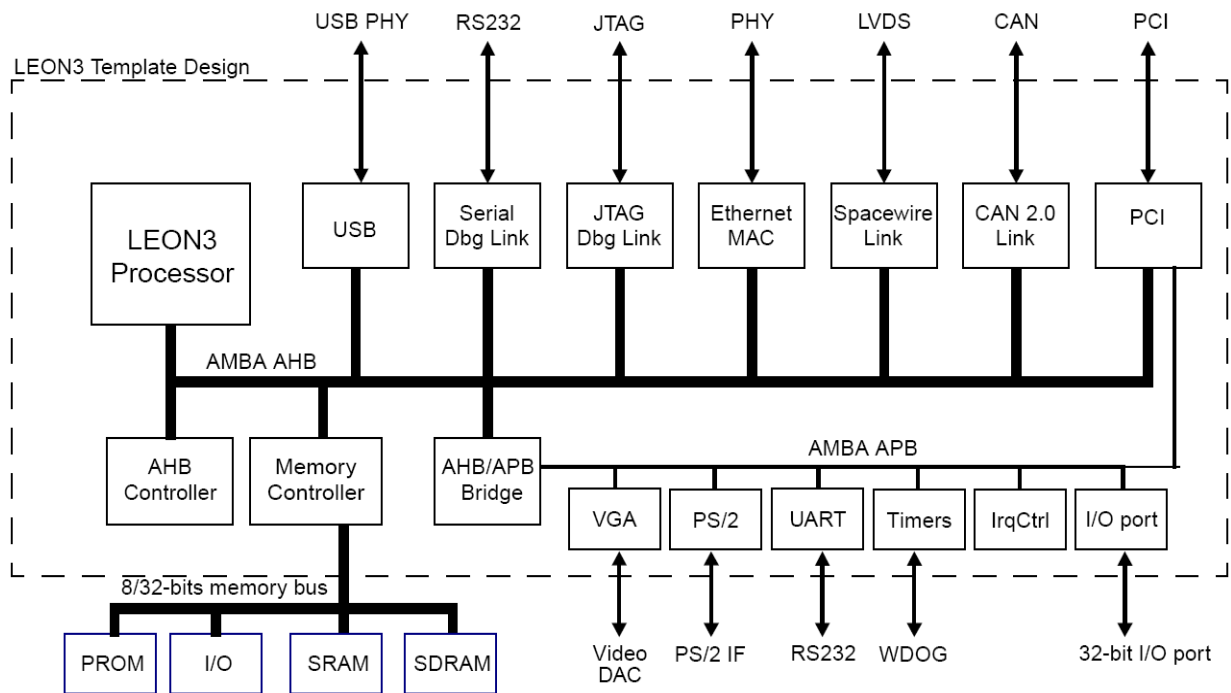 USB PHY RS232 JTAG PHY LVDS CAN PCI
LEON3 Template Design
LEON3
Processor
USB
Serial
Dbg Link
JTAG
Dbg Link
Ethernet
MAC
Spacewire
Link
CAN 2.0
Link
PCI
AMBA AHB
AHB
Controller
Memory
Controller
AHB/APB
Bridge
AMBA APB
VGA
PS/2
UART
Timers
IrqCtrl
I/O port
8/32-bits memory bus
PROM
I/O
SRAM
SDRAM
Video
DAC
PS/2 IF
RS232
WDOG
32-bit I/O port